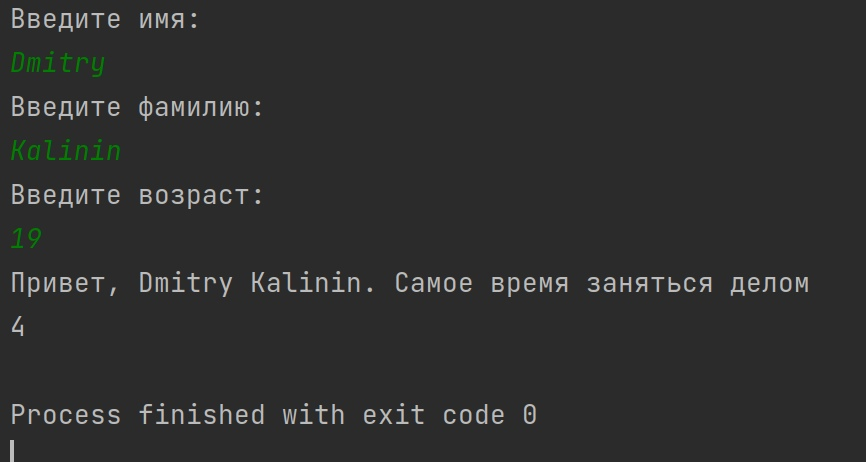 Введите имя:
Dmitry
Введите фамилию:
Kalinin
Введите возраст:
19
Привет, Dmitry Kalinin. Самое время заняться делом
4
Process finished with exit code 0